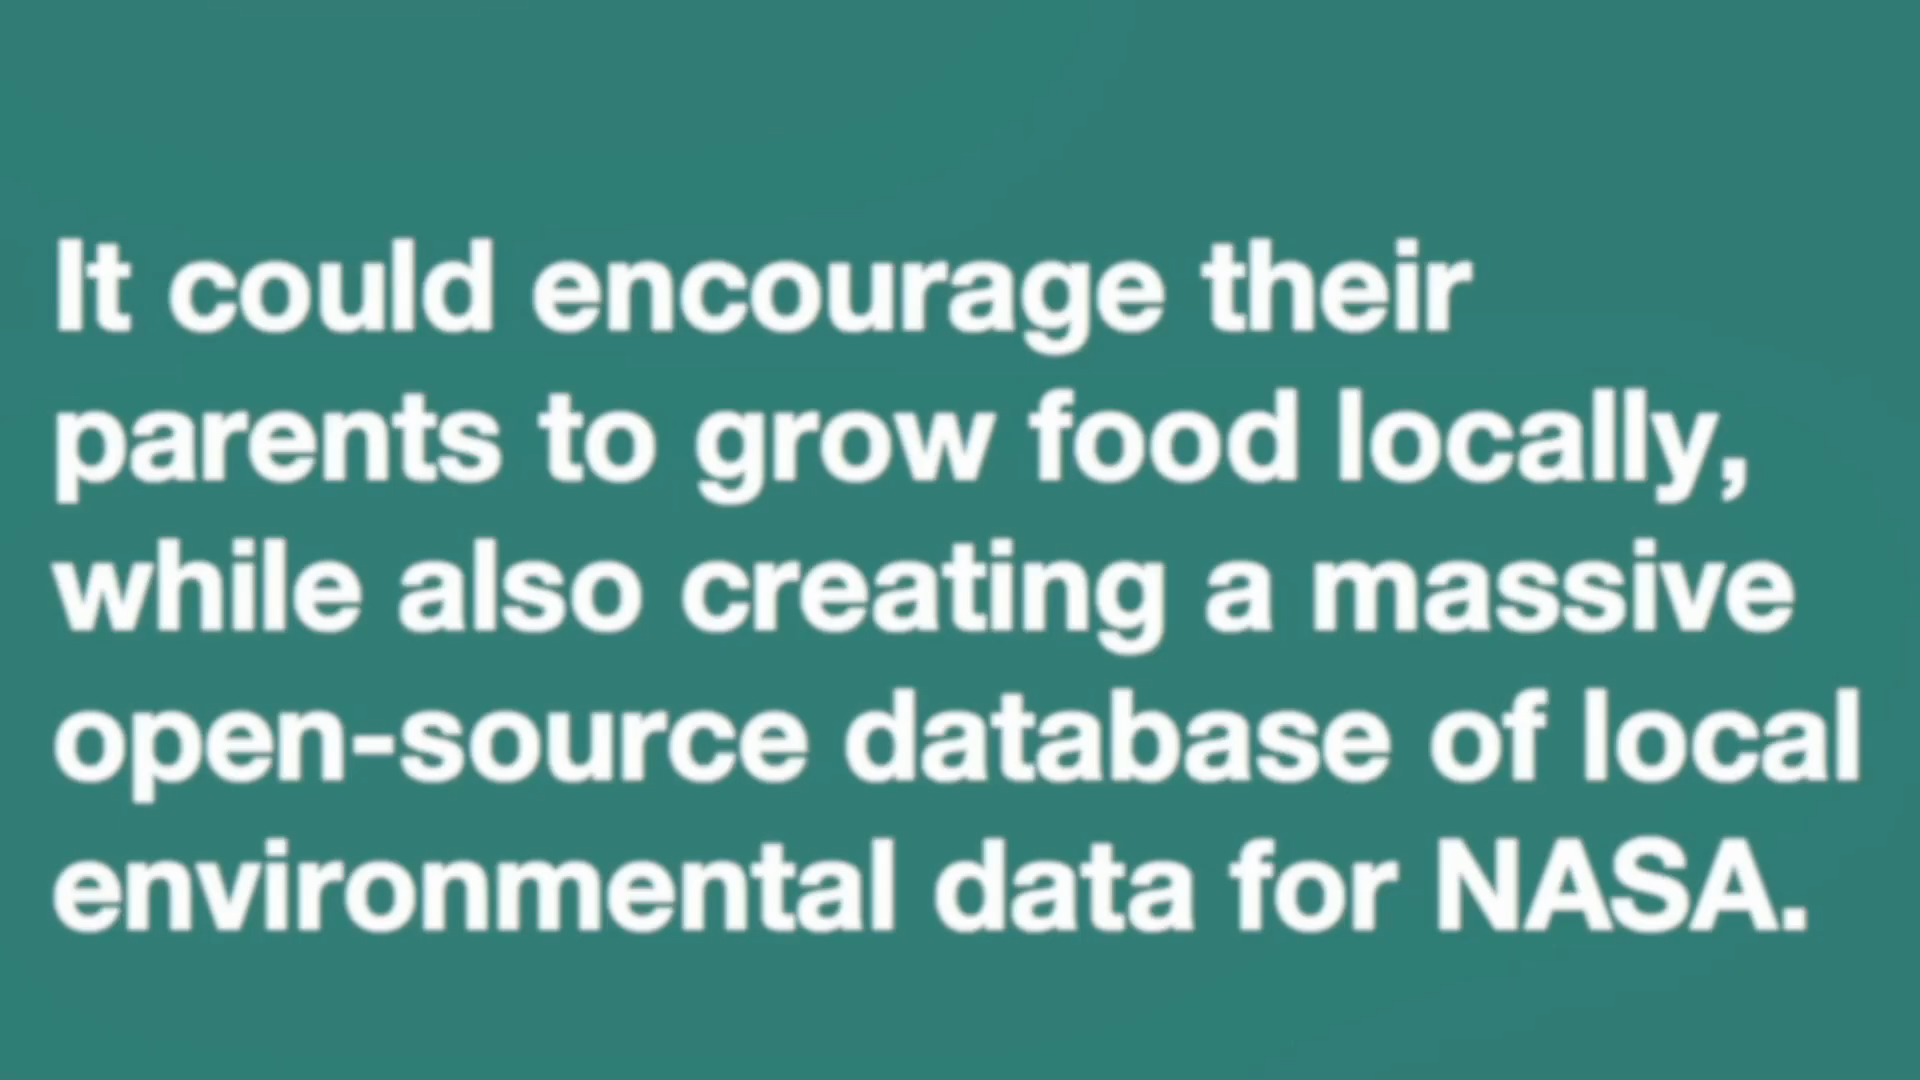 It could encourage their
parents to grow food locally,
while also creating a massive
open-source database of local
environmental data for NASA.